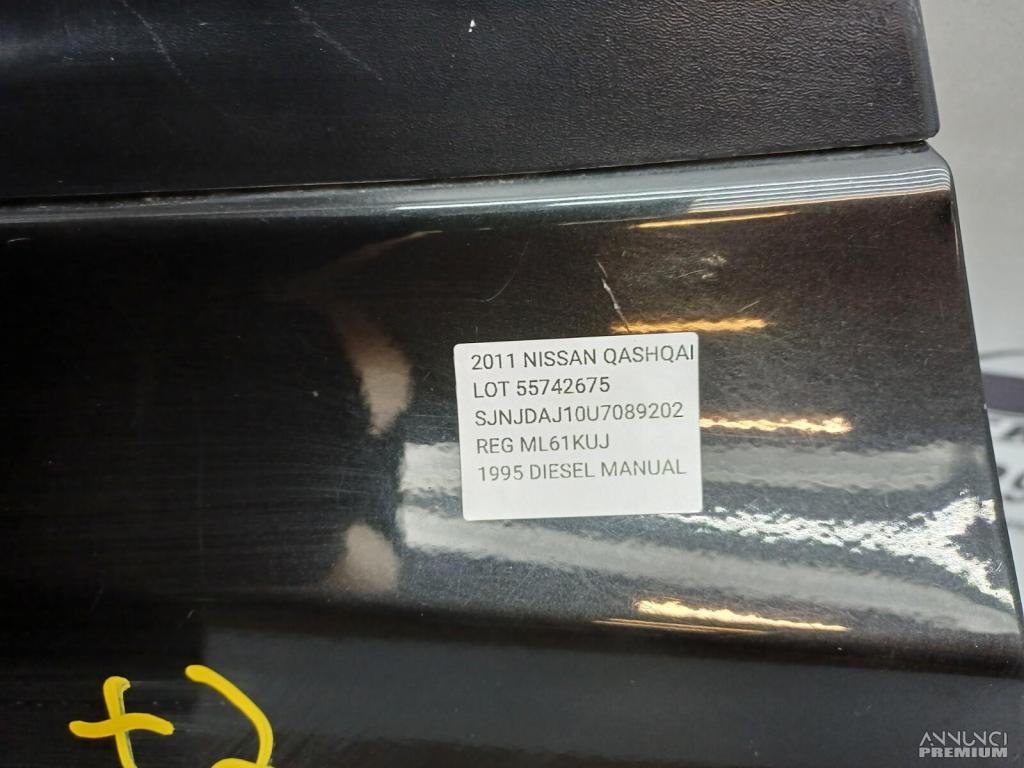 2011 NISSAN QASHQAI
LOT 55742675
SJNJDAJ10U7089202
REG ML61KUJ
1995 DIESEL MANUAL
ANNUNCI
PREMIUM